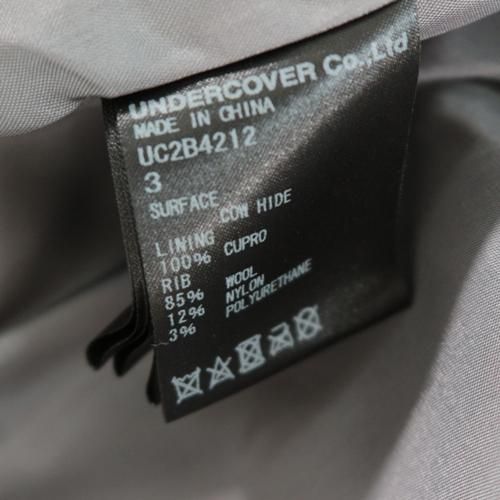 UNDERCOVER Co.,Ltd
MADE IN CHINA
UC2B4212
3
SURFACE
COW HIDE
LINING
100% CUPRO
RIB
85% WOOL
12% NYLON
3% POLYURETHANE